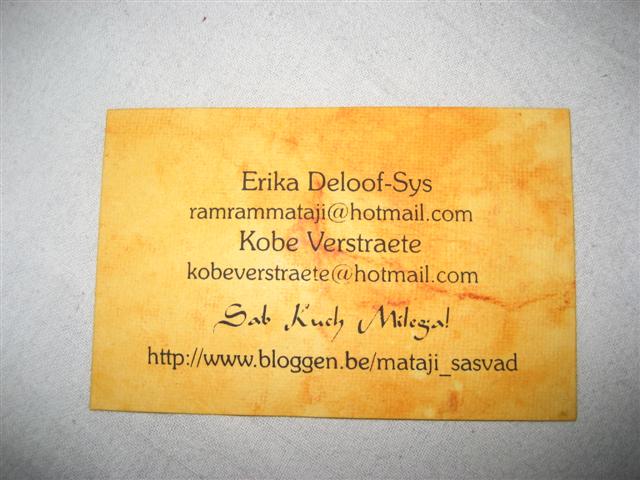 Erika Deloof-Sys
ramrammataji@hotmail.com
Kobe Verstraete
kobeverstraete@hotmail.com
Sab Kuch Milega!
http://www.bloggen.be/mataji_sasvad